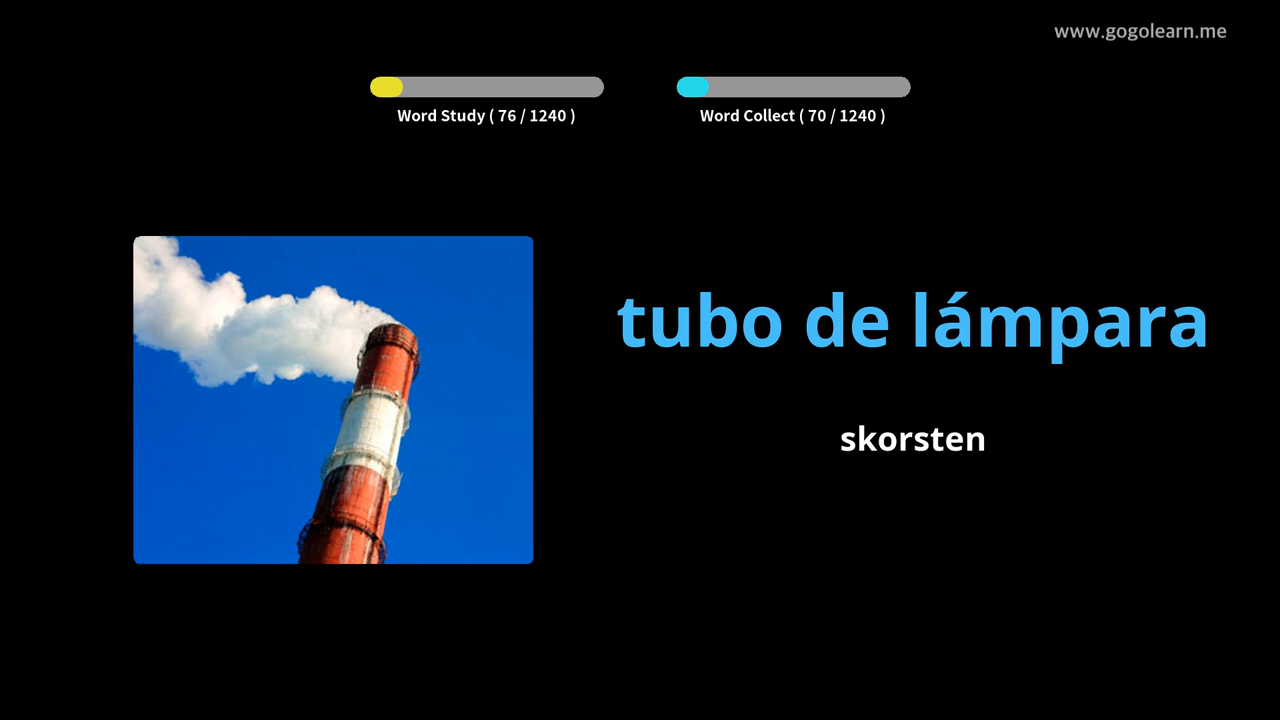 www.gogolearn.me
Word Study ( 76 / 1240 )
Word Collect ( 70 / 1240 )
tubo de lámpara
skorsten